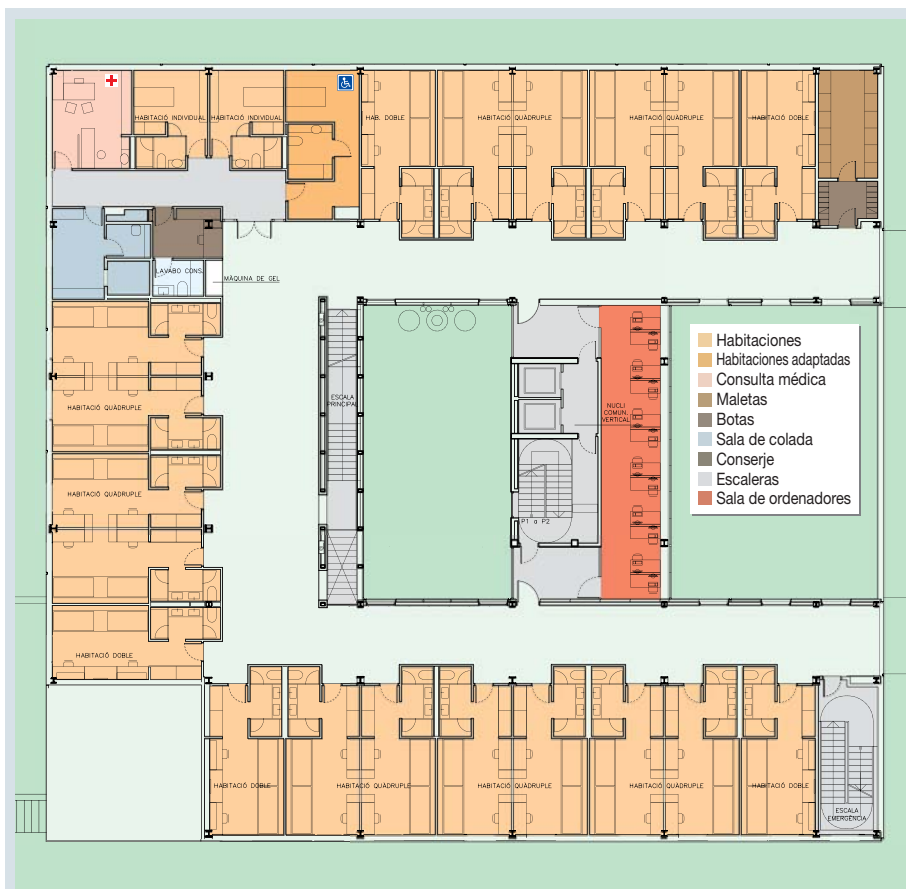 HABITACIÓ INDIVIDUAL
HABITACIÓ INDIVIDUAL
HAB. DOBLE
HABITACIÓ QUÀDRUPLE
HABITACIÓ QUÀDRUPLE
HABITACIÓ DOBLE
LAVABO CONS.
MÀQUINA DE GEL
HABITACIÓ QUÀDRUPLE
HABITACIÓ QUÀDRUPLE
HABITACIÓ DOBLE
ESCALA
PRINCIPAL
NUCLI
COMUN.
VERTICAL
P1 a P2
Habitaciones
Habitaciones adaptadas
Consulta médica
Maletas
Botas
Sala de colada
Conserje
Escaleras
Sala de ordenadores
HABITACIÓ DOBLE
HABITACIÓ QUÀDRUPLE
HABITACIÓ QUÀDRUPLE
HABITACIÓ QUÀDRUPLE
HABITACIÓ DOBLE
ESCALA
EMERGÈNCIA